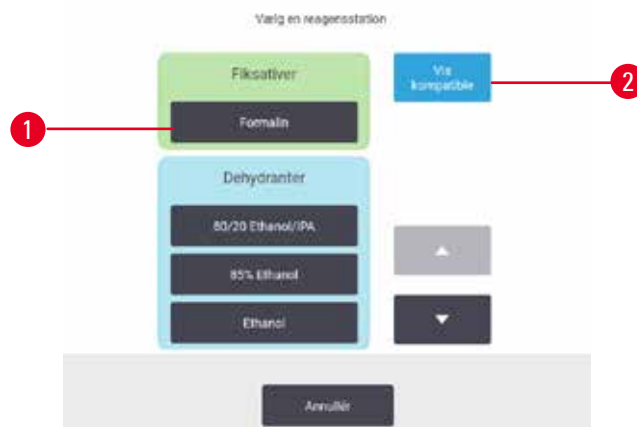 Vælg en reagensstation
Fiksativer
Vis
kompatible
2
1
Formalin
Dehydranter
80/20 Ethanol/IPA
85% Ethanol
Ethanol
Annullér